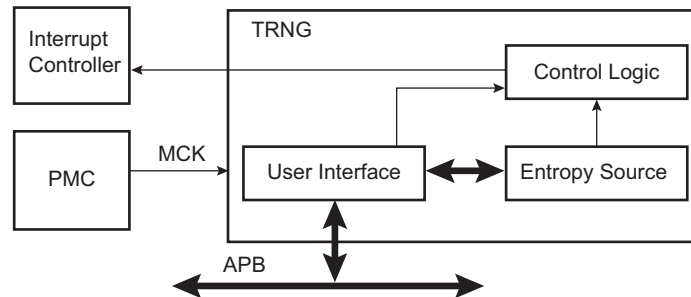 Interrupt
Controller
TRNG
Control Logic
PMC
MCK
User Interface
Entropy Source
APB